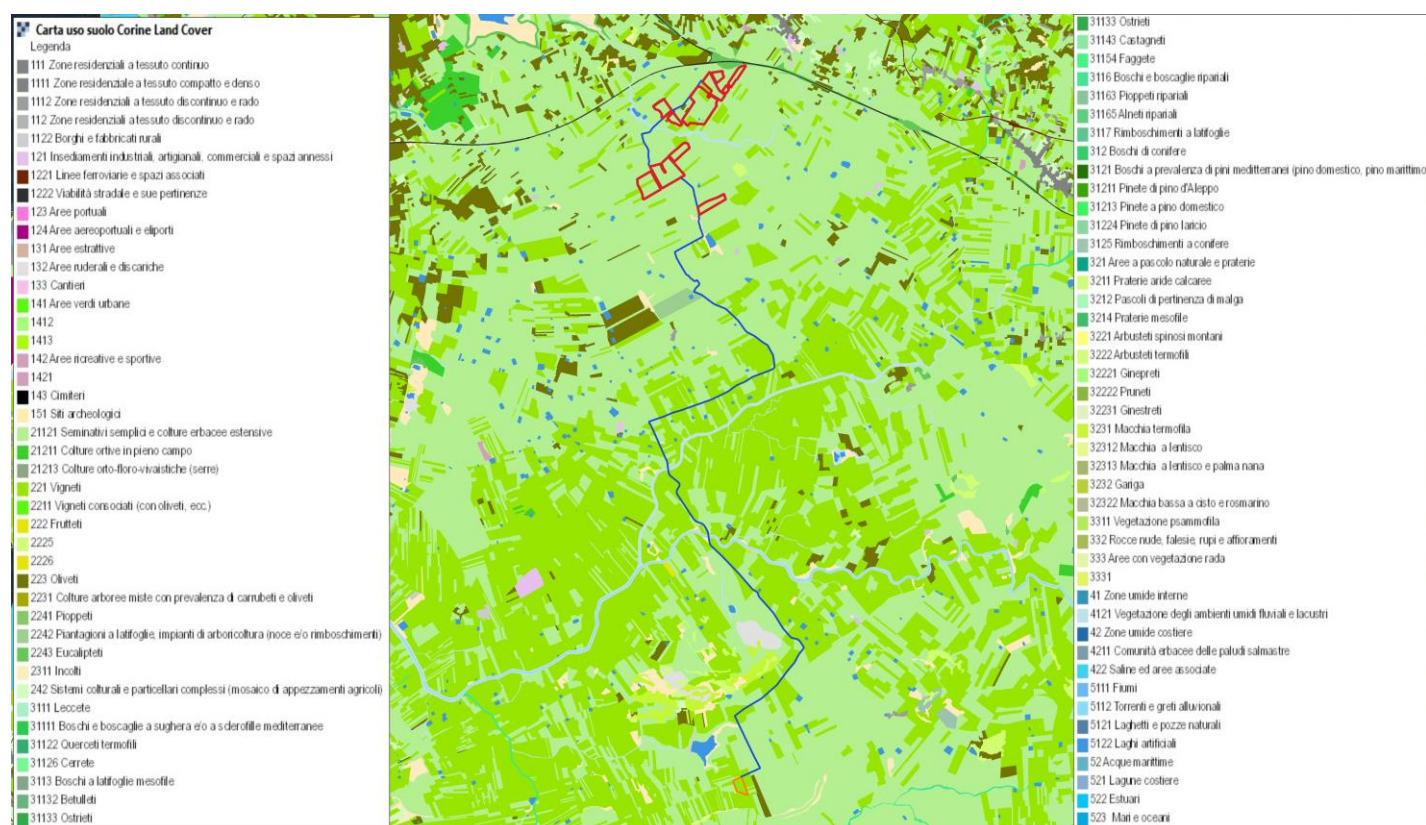 Carta uso suolo Corine Land Cover
Legenda
111 Zone residenziali a tessuto continuo
1111 Zone residenziale a tessuto compatto e denso
1112 Zone residenziali a tessuto discontinuo e rado
112 Zone residenziali a tessuto discontinuo e rado
1122 Borghi e fabbricati rurali
121 Insediamenti industriali, artigianali, commerciali e spazi annessi
1221 Linee ferroviarie e spazi associati
1222 Viabilità stradale e sue pertinenze
123 Aree portuali
124 Aree aereoportuali e eliporti
131 Aree estrattive
132 Aree ruderali e discariche
133 Cantieri
141 Aree verdi urbane
1412
1413
142 Aree ricreative e sportive
1421
143 Cimiteri
151 Siti archeologici
21121 Seminativi semplici e colture erbacee estensive
21211 Colture ortive in pieno campo
21213 Colture orto-floro-vivaistiche (serre)
221 Vigneti
2211 Vigneti consociati (con oliveti, ecc.)
222 Frutteti
2225
2226
223 Oliveti
2231 Colture arboree miste con prevalenza di carrubeti e oliveti
2241 Pioppeti
2242 Piantagioni a latifoglie, impianti di arboricoltura (noce e/o rimboschimenti)
2243 Eucalipteti
2311 Incolti
242 Sistemi colturali e particellari complessi (mosaico di appezzamenti agricoli)
3111 Leccete
31111 Boschi e boscaglie a sughera e/o a sclerofille mediterranee
31122 Querceti termofili
31126 Cerrete
3113 Boschi a latifoglie mesofile
31132 Betulleti
31133 Ostrieti
31133 Ostrieti
31143 Castagneti
31154 Faggete
3116 Boschi e boscaglie ripariali
31163 Pioppeti ripariali
31165 Alneti ripariali
3117 Rimboschimenti a latifoglie
312 Boschi di conifere
3121 Boschi a prevalenza di pini meditterranei (pino domestico, pino marittimo
31211 Pinete di pino d'Aleppo
31213 Pinete a pino domestico
31224 Pinete di pino laricio
3125 Rimboschimenti a conifere
321 Aree a pascolo naturale e praterie
3211 Praterie aride calcaree
3212 Pascoli di pertinenza di malga
3214 Praterie mesofile
3221 Arbusteti spinosi montani
3222 Arbusteti termofili
32221 Ginepreti
32222 Pruneti
32231 Ginestreti
3231 Macchia termofila
32312 Macchia a lentisco
32313 Macchia a lentisco e palma nana
3232 Gariga
32322 Macchia bassa a cisto e rosmarino
3311 Vegetazione psammofila
332 Rocce nude, falesie, rupi e affioramenti
333 Aree con vegetazione rada
3331
41 Zone umide interne
4121 Vegetazione degli ambienti umidi fluviali e lacustri
42 Zone umide costiere
4211 Comunità erbacee delle paludi salmastre
422 Saline ed aree associate
5111 Fiumi
5112 Torrenti e greti alluvionali
5121 Laghetti e pozze naturali
5122 Laghi artificiali
52 Acque marittime
521 Lagune costiere
522 Estuari
523 Mari e oceani